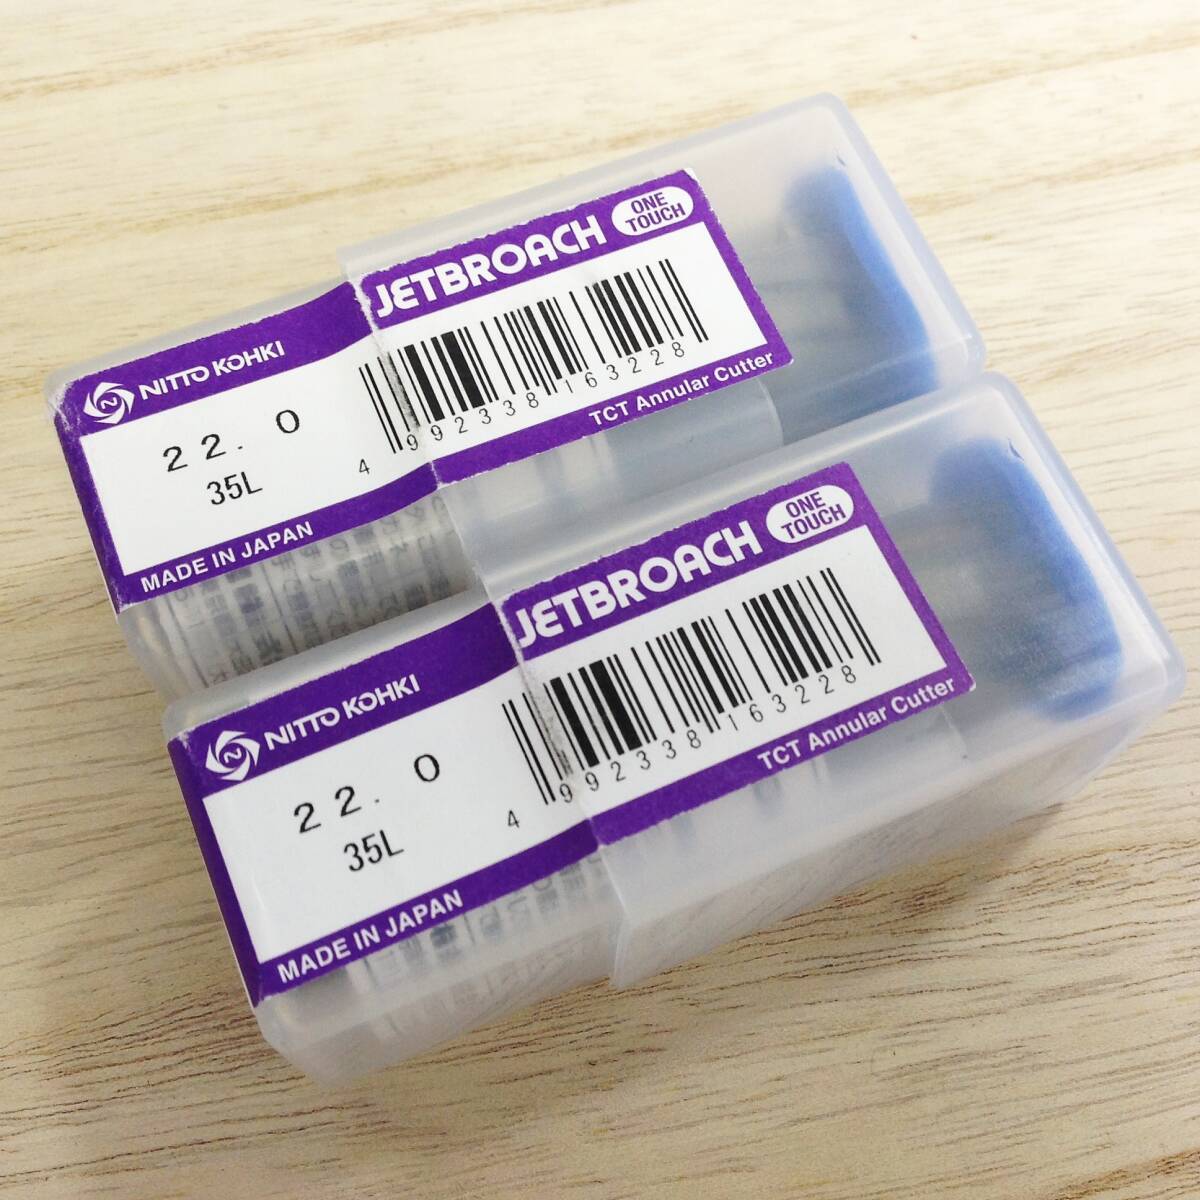 NITTO KOHKI
JETBROACH
ONE
TOUCH
22.0
35L
4 992338 163228
MADE IN JAPAN
TCT Annular Cutter
NITTO KOHKI
JETBROACH
ONE
TOUCH
22.0
35L
4 992338 163228
MADE IN JAPAN
TCT Annular Cutter